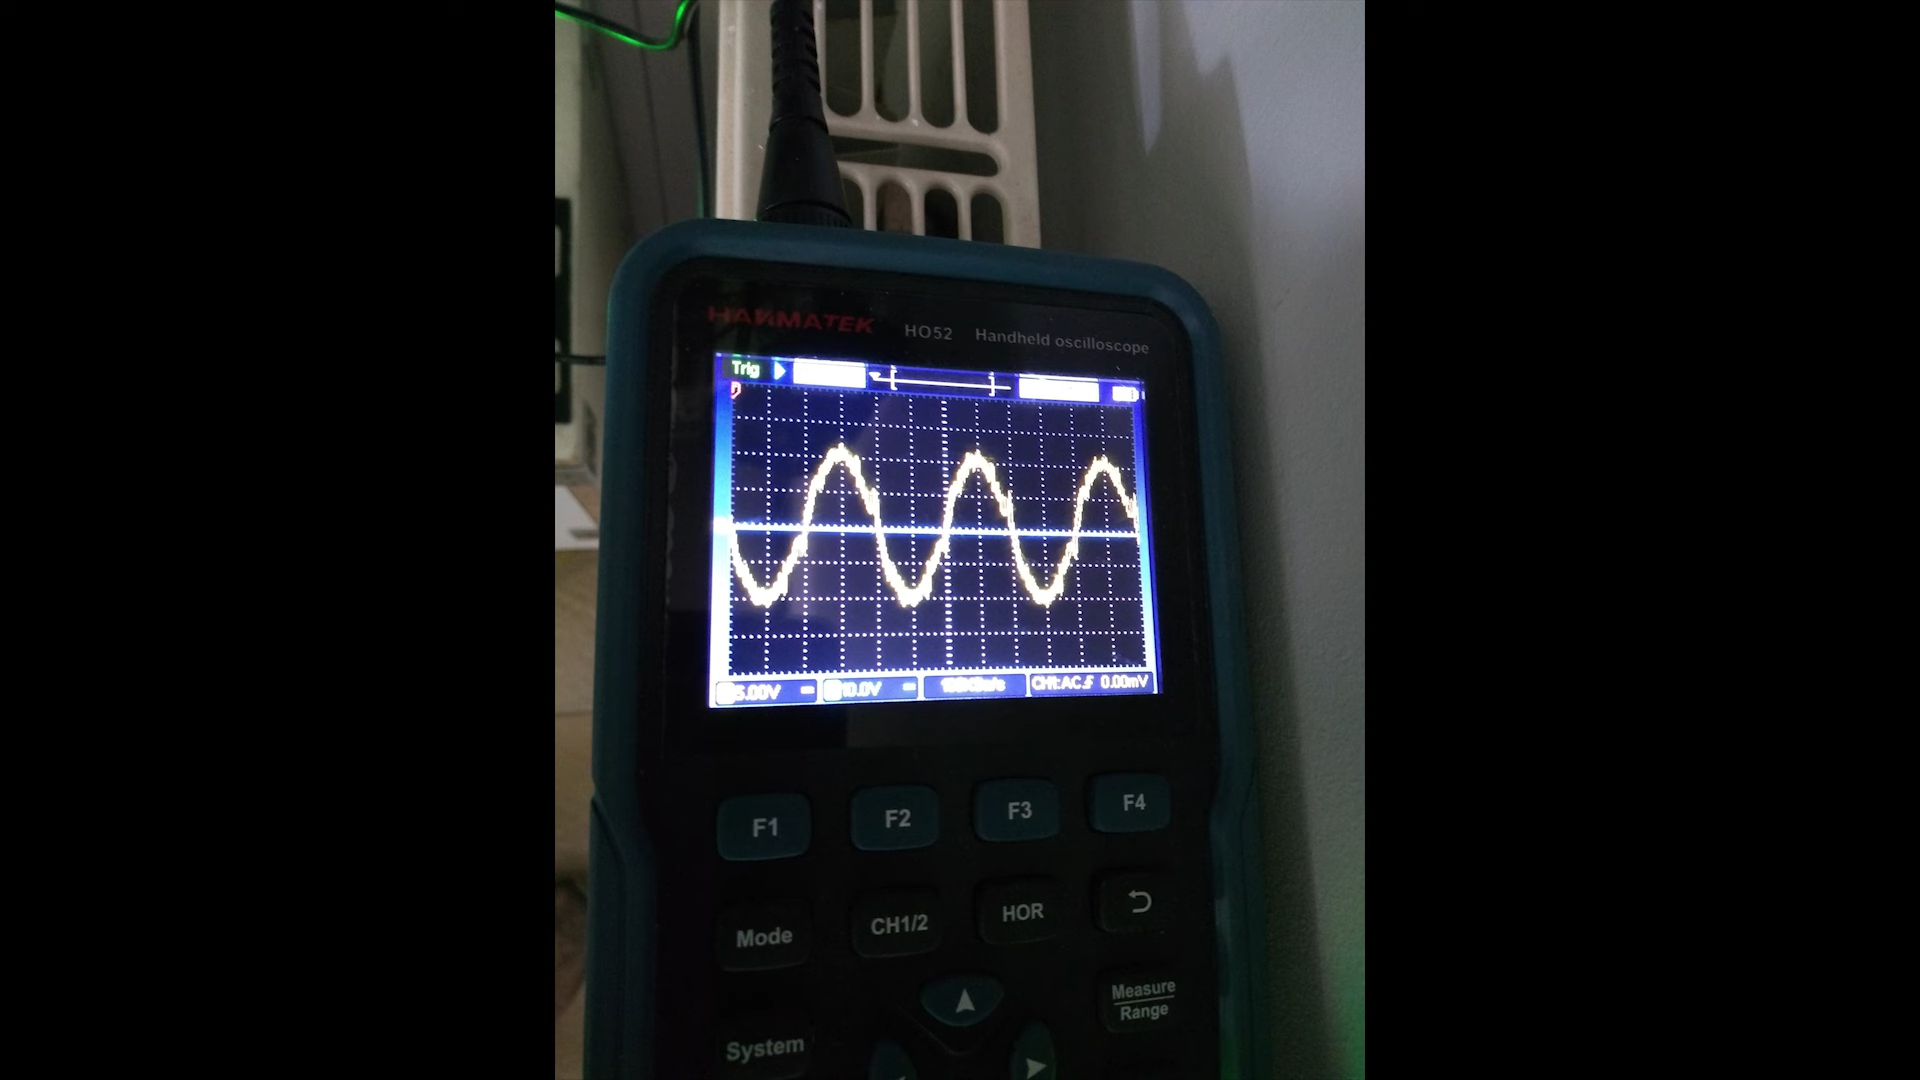 HANMATEK HO52 Handheld oscilloscope
Trig
5.00V 10.0V CH1:AC 0.00mV
F1 F2 F3 F4
Mode CH1/2 HOR
Measure
Range
System